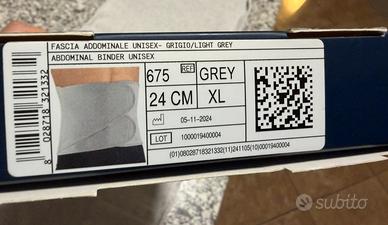 FASCIA ADDOMINALE UNISEX- GRIGIO/LIGHT GREY
ABDOMINAL BINDER UNISEX
675 REF GREY
24 CM XL
05-11-2024
LOT 1000019400004
(01)08028718321332(11)241105(10)1000019400004
8 028718 321332
subito